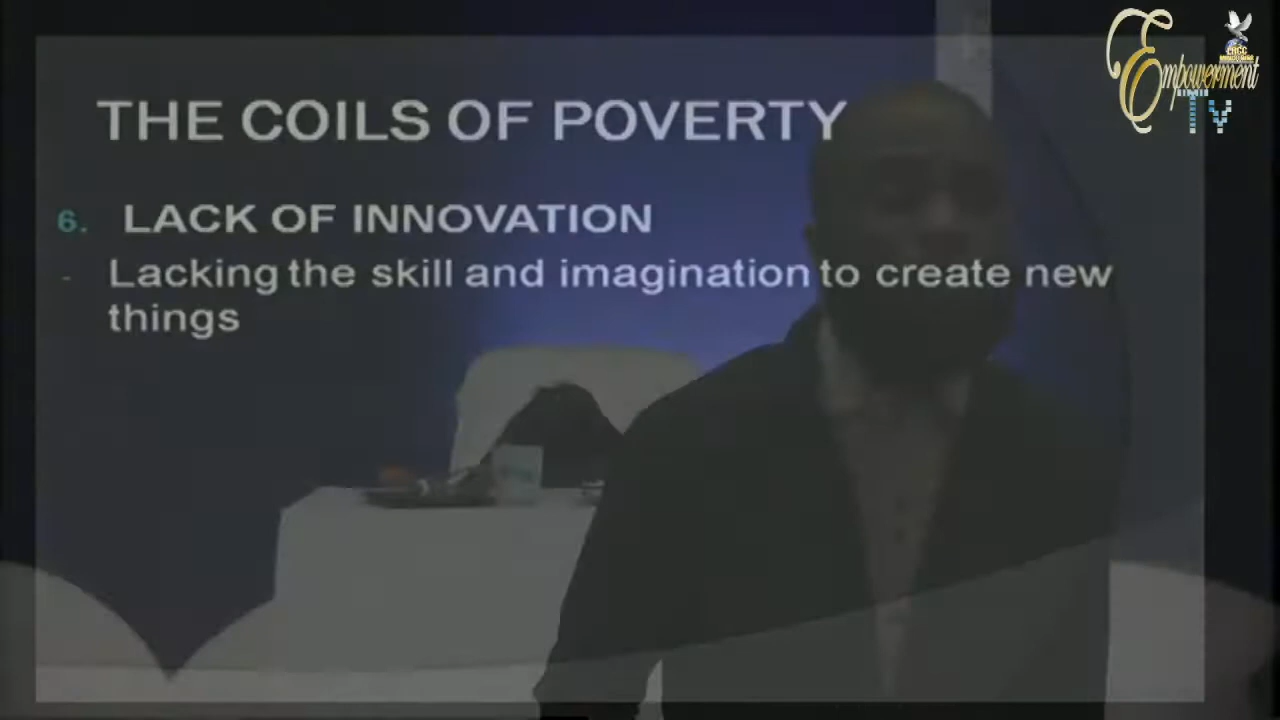 Empowerment
TV
THE COILS OF POVERTY
6. LACK OF INNOVATION
- Lacking the skill and imagination to create new
things